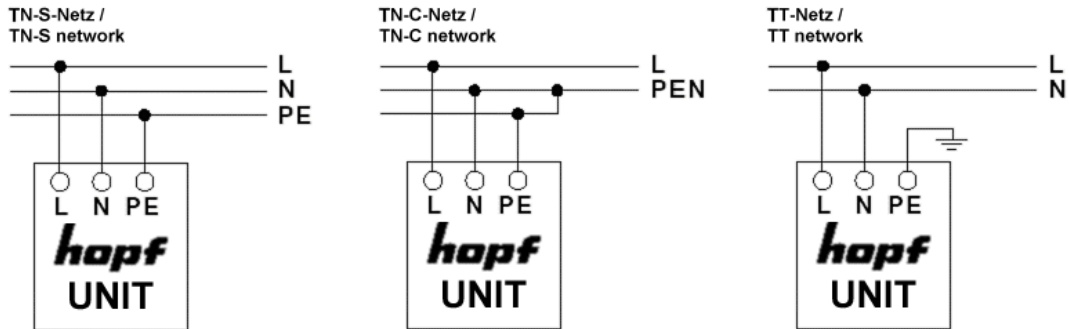 TN-S-Netz /
TN-S network
L
N
PE
L N PE
hopf
UNIT
TN-C-Netz /
TN-C network
L
PEN
L N PE
hopf
UNIT
TT-Netz /
TT network
L
N
L N PE
hopf
UNIT